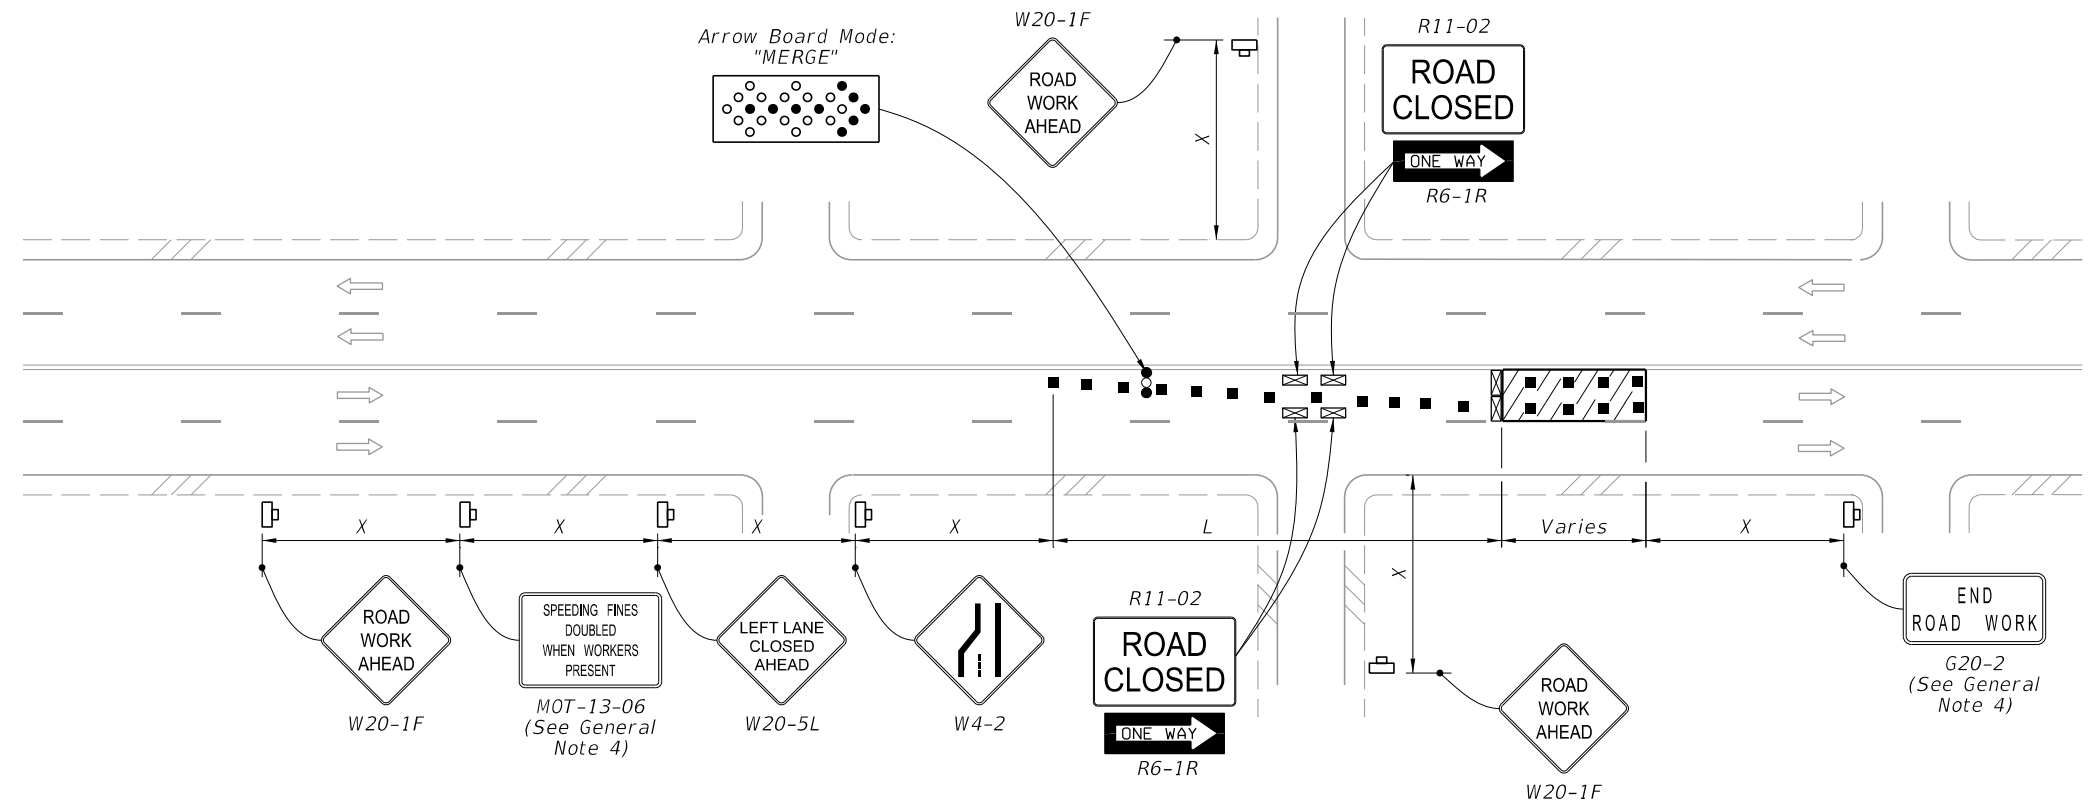 W20-1F
R11-02
Arrow Board Mode:
"MERGE"
ROAD
WORK
AHEAD
X
ROAD
CLOSED
ONE WAY
R6-1R
X
X
X
X
L
Varies
X
X
ROAD
WORK
AHEAD
W20-1F
SPEEDING FINES
DOUBLED
WHEN WORKERS
PRESENT
MOT-13-06
(See General
Note 4)
LEFT LANE
CLOSED
AHEAD
W20-5L
W4-2
R11-02
ROAD
CLOSED
ONE WAY
R6-1R
ROAD
WORK
AHEAD
W20-1F
END
ROAD WORK
G20-2
(See General
Note 4)